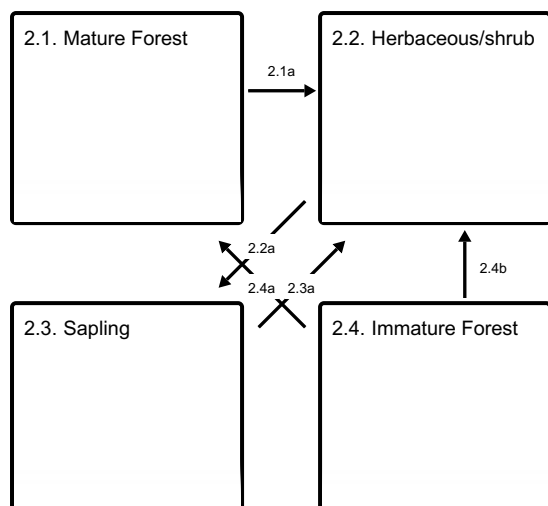 2.1. Mature Forest
2.2. Herbaceous/shrub
2.1a
2.2a
2.4a
2.3a
2.4b
2.3. Sapling
2.4. Immature Forest